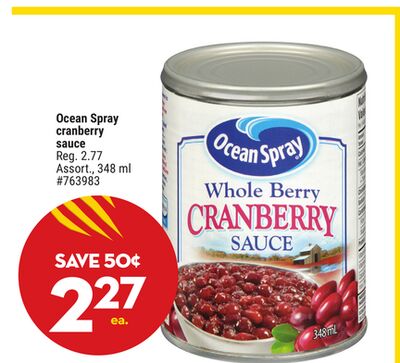 Ocean Spray
cranberry
sauce
Reg. 2.77
Assort., 348 ml
#763983
SAVE 50¢
2.27
ea.
Ocean Spray
Whole Berry
CRANBERRY
SAUCE
348 mL